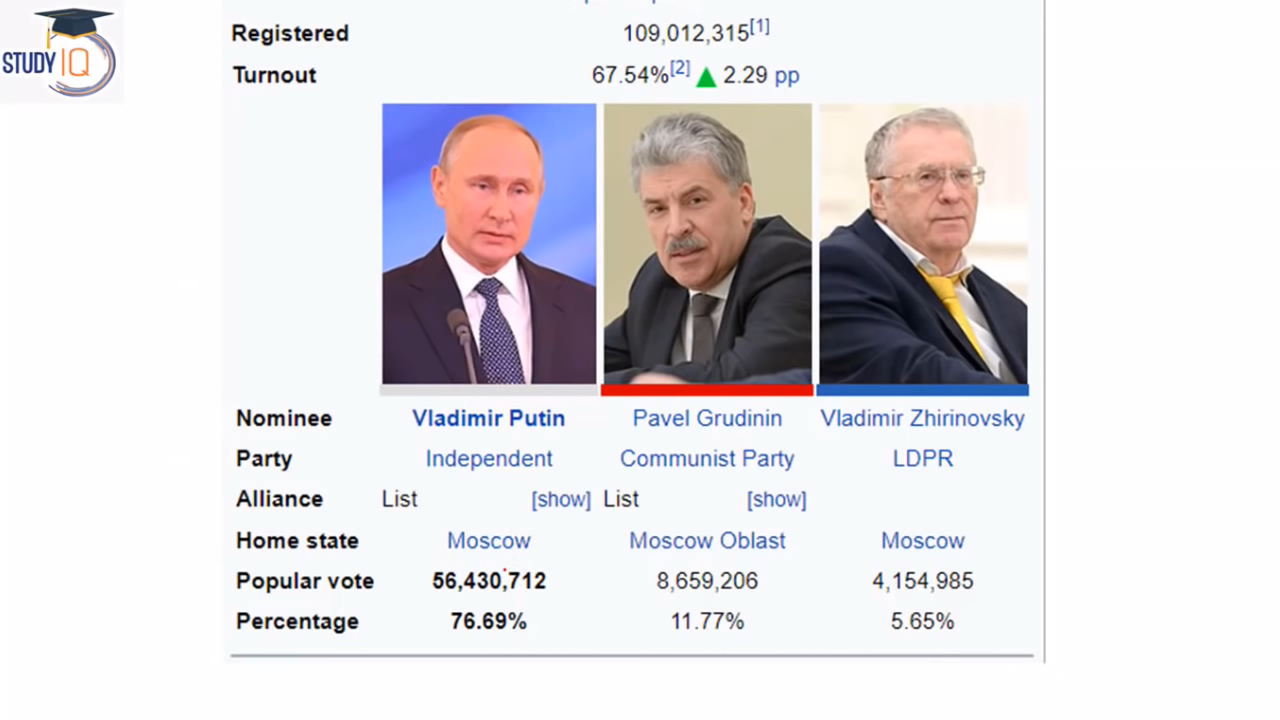 STUDY IQ
Registered 109,012,315[1]
Turnout 67.54%[2] ▲ 2.29 pp
Nominee Vladimir Putin Pavel Grudinin Vladimir Zhirinovsky
Party Independent Communist Party LDPR
Alliance List [show] List [show]
Home state Moscow Moscow Oblast Moscow
Popular vote 56,430,712 8,659,206 4,154,985
Percentage 76.69% 11.77% 5.65%